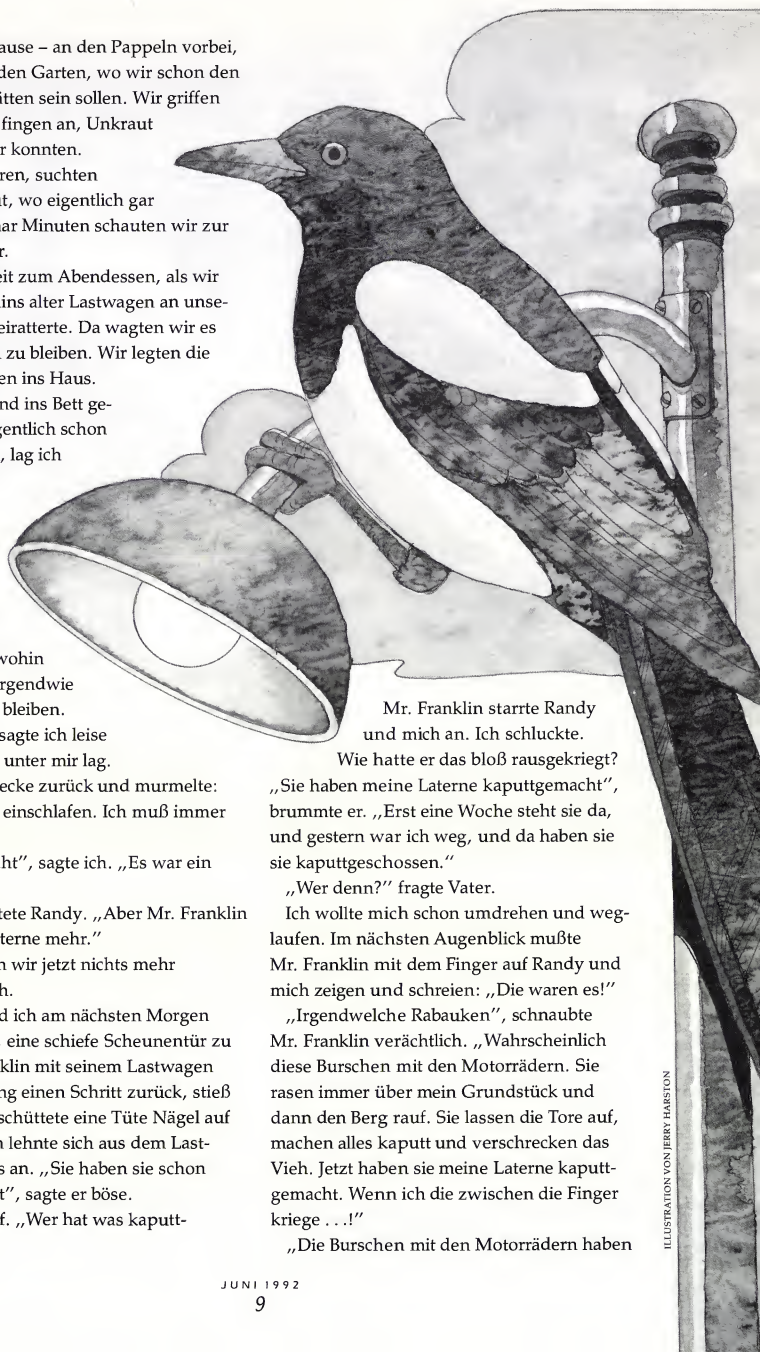 ause – an den Pappeln vorbei,
den Garten, wo wir schon den
itten sein sollen. Wir griffen
fingen an, Unkraut
r konnten.
ren, suchten
t, wo eigentlich gar
ar Minuten schauten wir zur
r.
eit zum Abendessen, als wir
ins alter Lastwagen an unse-
eiratterte. Da wagten wir es
zu bleiben. Wir legten die
en ins Haus.
nd ins Bett ge-
gentlich schon
, lag ich
wohin
rgendwie
bleiben.
sagte ich leise
unter mir lag.
ecke zurück und murmelte:
einschlafen. Ich muß immer
ht”, sagte ich. „Es war ein
tete Randy. „Aber Mr. Franklin
terne mehr.”
n wir jetzt nichts mehr
h.
d ich am nächsten Morgen
eine schiefe Scheunentür zu
klin mit seinem Lastwagen
ng einen Schritt zurück, stieß
schüttete eine Tüte Nägel auf
n lehnte sich aus dem Last-
s an. „Sie haben sie schon
t”, sagte er böse.
f. „Wer hat was kaputt-
Mr. Franklin starrte Randy
und mich an. Ich schluckte.
Wie hatte er das bloß rausgekriegt?
„Sie haben meine Laterne kaputtgemacht”,
brummte er. „Erst eine Woche steht sie da,
und gestern war ich weg, und da haben sie
sie kaputtgeschossen.”
„Wer denn?” fragte Vater.
Ich wollte mich schon umdrehen und weg-
laufen. Im nächsten Augenblick mußte
Mr. Franklin mit dem Finger auf Randy und
mich zeigen und schreien: „Die waren es!”
„Irgendwelche Rabauken”, schnaubte
Mr. Franklin verächtlich. „Wahrscheinlich
diese Burschen mit den Motorrädern. Sie
rasen immer über mein Grundstück und
dann den Berg rauf. Sie lassen die Tore auf,
machen alles kaputt und verschrecken das
Vieh. Jetzt haben sie meine Laterne kaputt-
gemacht. Wenn ich die zwischen die Finger
kriege . . .!”
„Die Burschen mit den Motorrädern haben
ILLUSTRATION VON JERRY HARSTON
JUNI 1992
9